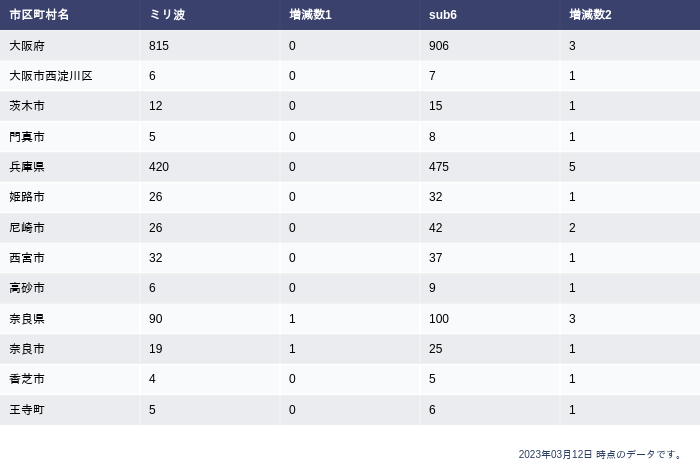 市区町村名 ミリ波 増減数1 sub6 増減数2
大阪府 815 0 906 3
大阪市西淀川区 6 0 7 1
茨木市 12 0 15 1
門真市 5 0 8 1
兵庫県 420 0 475 5
姫路市 26 0 32 1
尼崎市 26 0 42 2
西宮市 32 0 37 1
高砂市 6 0 9 1
奈良県 90 1 100 3
奈良市 19 1 25 1
香芝市 4 0 5 1
王寺町 5 0 6 1
2023年03月12日 時点のデータです。